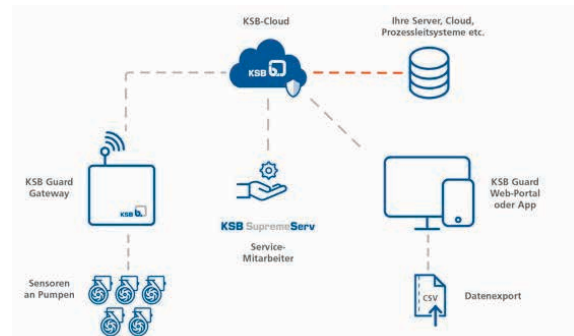 KSB-Cloud
Ihre Server, Cloud,
Prozessleitsysteme etc.
KSB
KSB Guard
Gateway
KSB
KSB SupremeServ
Service-
Mitarbeiter
KSB Guard
Web-Portal
oder App
Sensoren
an Pumpen
CSV
Datenexport